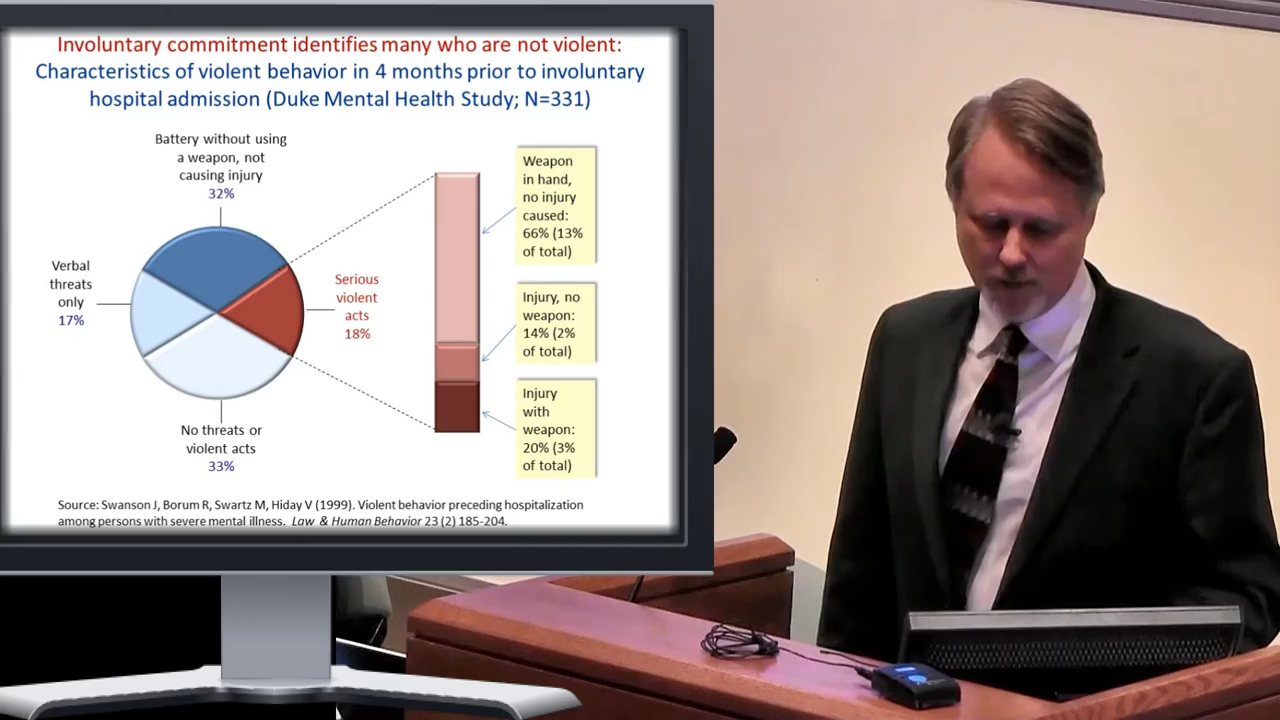 Involuntary commitment identifies many who are not violent:
Characteristics of violent behavior in 4 months prior to involuntary
hospital admission (Duke Mental Health Study; N=331)
Battery without using
a weapon, not
causing injury
32%
Verbal
threats
only
17%
Serious
violent
acts
18%
No threats or
violent acts
33%
Weapon
in hand,
no injury
caused:
66% (13%
of total)
Injury, no
weapon:
14% (2%
of total)
Injury
with
weapon:
20% (3%
of total)
Source: Swanson J, Borum R, Swartz M, Hiday V (1999). Violent behavior preceding hospitalization
among persons with severe mental illness. Law & Human Behavior 23 (2) 185-204.